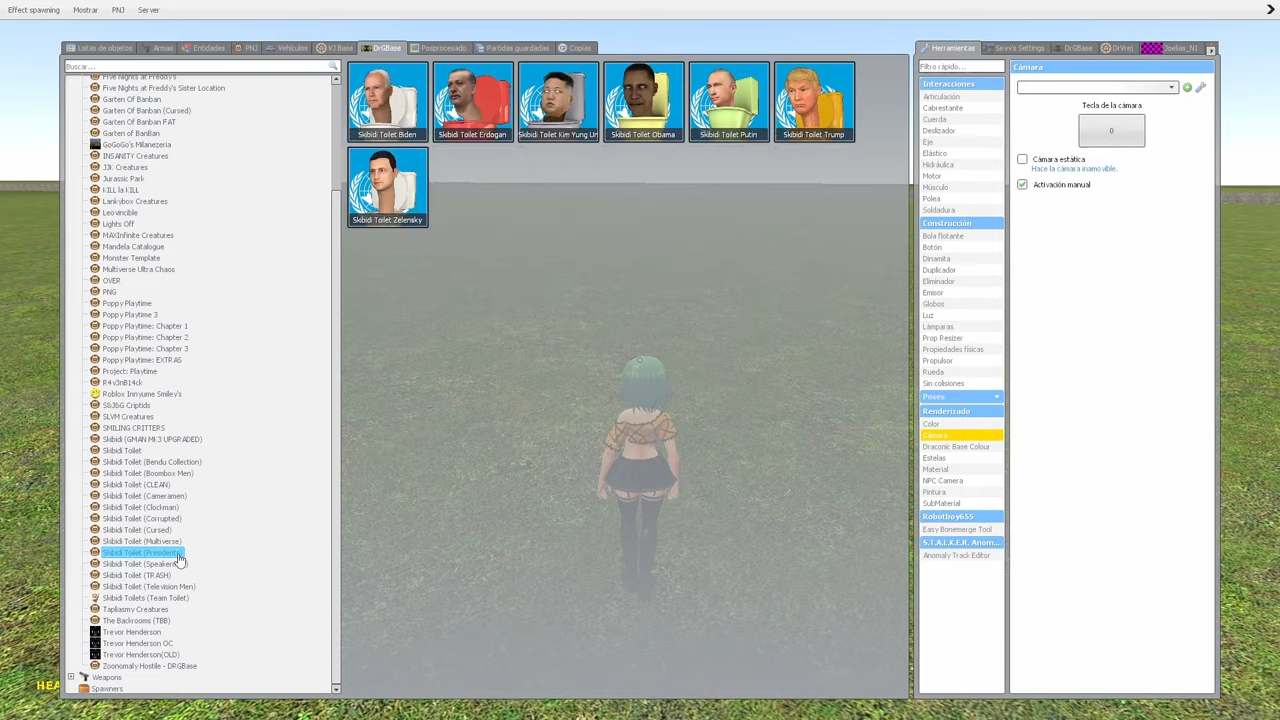 Effect spawning Mostrar PNJ Server
Listas de objetos Armas Entidades PNJ Vehículos VJ Base DrGBase Posprocesado Partidas guardadas Copias
Buscar...
Five Nights at Freddy's
Five Nights at Freddy's Sister Location
Garten Of Banban
Garten Of Banban (Cursed)
Garten Of Banban FAT
Garten of BanBan
GoGoGo's Milanezeria
INSANITY Creatures
JJK Creatures
Jurassic Park
KILL la KILL
Lankybox Creatures
Leovincible
Lights Off
MAXInfinite Creatures
Mandela Catalogue
Monster Template
Multiverse Ultra Chaos
OVER
PNG
Poppy Playtime
Poppy Playtime 3
Poppy Playtime: Chapter 1
Poppy Playtime: Chapter 2
Poppy Playtime: Chapter 3
Poppy Playtime: EXTRAS
Project: Playtime
R4v3nB14ck
Roblox Innyume Smiley's
S&J&G Criptids
SLVM Creatures
SMILING CRITTERS
Skibidi (GMAN MK3 UPGRADED)
Skibidi Toilet
Skibidi Toilet (Bendu Collection)
Skibidi Toilet (Boombox Men)
Skibidi Toilet (CLEAN)
Skibidi Toilet (Cameramen)
Skibidi Toilet (Clockman)
Skibidi Toilet (Corrupted)
Skibidi Toilet (Cursed)
Skibidi Toilet (Multiverse)
Skibidi Toilet (Presidents)
Skibidi Toilet (Speaker
Skibidi Toilet (TRASH)
Skibidi Toilet (Television Men)
Skibidi Toilets (Team Toilet)
Tapliasmy Creatures
The Backrooms (TBB)
Trevor Henderson
Trevor Henderson OC
Trevor Henderson(OLD)
Zoonomaly Hostile - DRGBase
Weapons
Spawners
HEA
Skibidi Toilet Biden Skibidi Toilet Erdogan Skibidi Toilet Kim Yung Un Skibidi Toilet Obama Skibidi Toilet Putin Skibidi Toilet Trump
Skibidi Toilet Zelensky
Herramientas Sevv's Settings DRGBase DrVrej Joelias_N1
Filtro rápido...
Interacciones
Articulación
Cabrestante
Cuerda
Deslizador
Eje
Elástico
Hidráulica
Motor
Músculo
Polea
Soldadura
Construcción
Bola flotante
Botón
Dinamita
Duplicador
Eliminador
Emisor
Globos
Luz
Lámparas
Prop Resizer
Propiedades físicas
Propulsor
Rueda
Sin colisiones
Poses
Renderizado
Color
Cámara
Draconic Base Colour
Estelas
Material
NPC Camera
Pintura
SubMaterial
Robotboy655
Easy Bonemerge Tool
S.T.A.L.K.E.R. Anom...
Anomaly Track Editor
Cámara
Tecla de la cámara
0
Cámara estática
Hace la cámara inamovible.
Activación manual